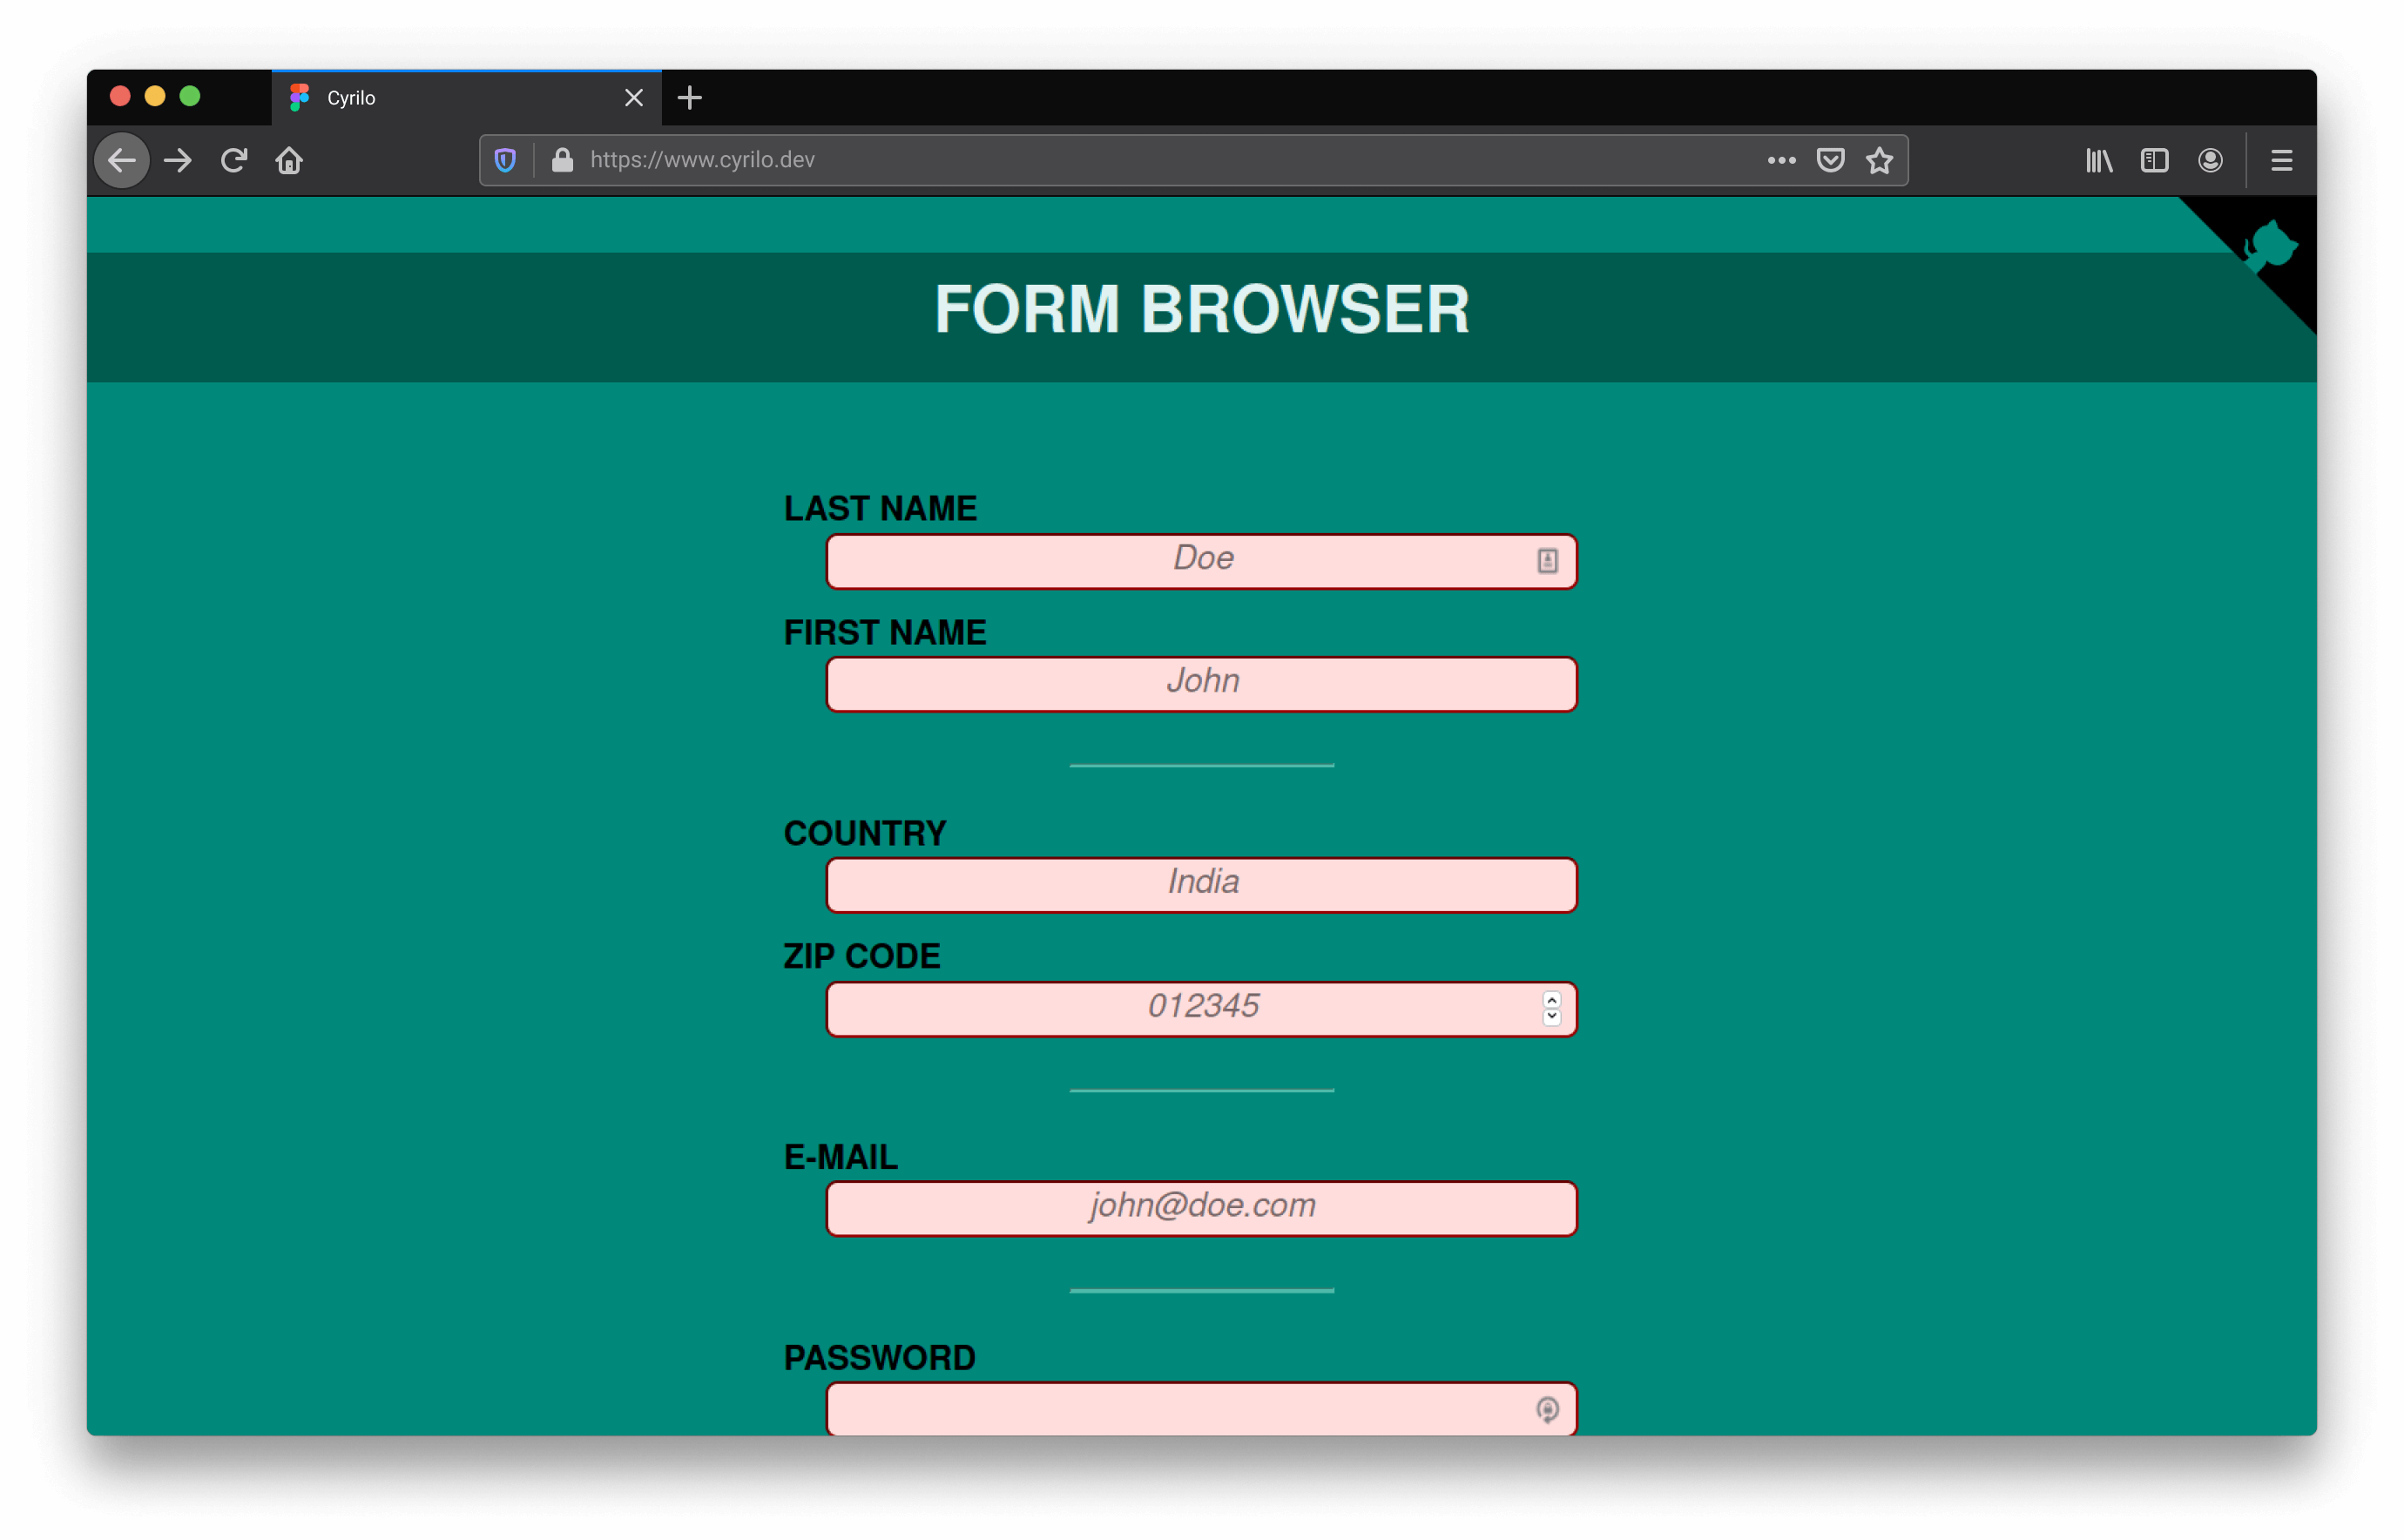 Cyrilo
https://www.cyrilo.dev
FORM BROWSER
LAST NAME
Doe
FIRST NAME
John
COUNTRY
India
ZIP CODE
012345
E-MAIL
john@doe.com
PASSWORD